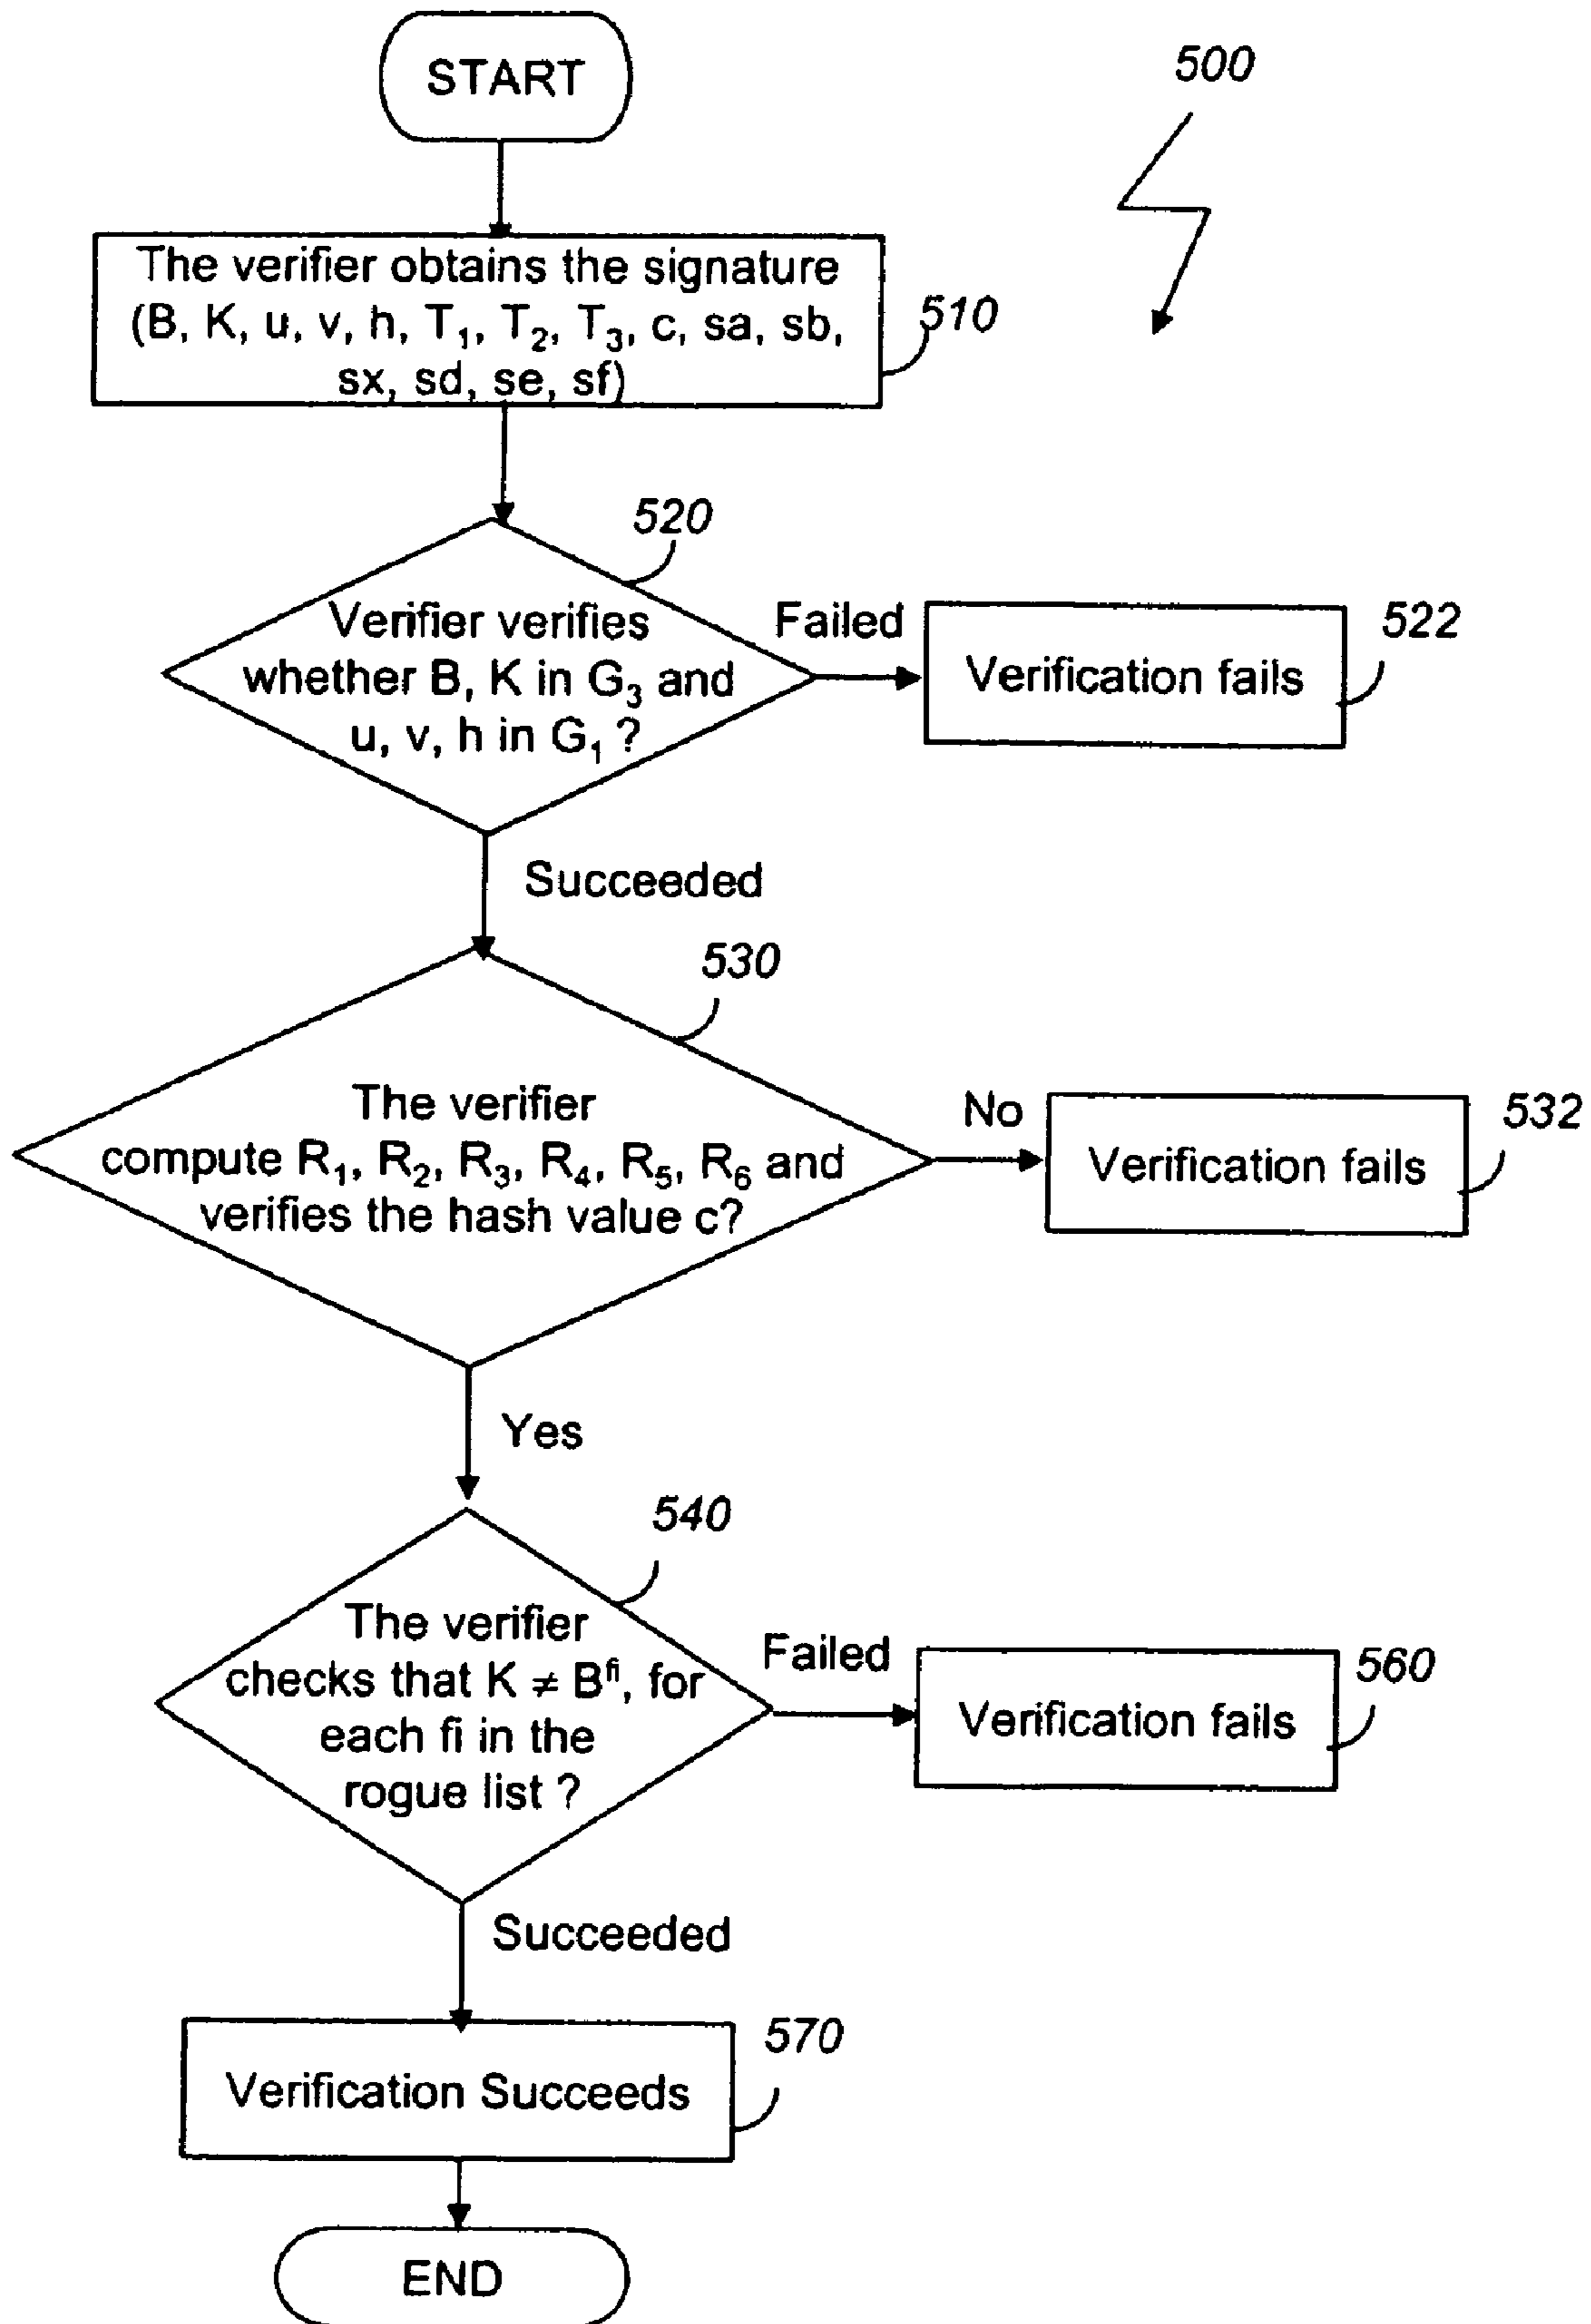 START
500
The verifier obtains the signature
(B, K, u, v, h, T₁, T₂, T₃, c, sa, sb,
sx, sd, se, sf)
510
520
Verifier verifies
whether B, K in G₃ and
u, v, h in G₁ ?
Failed
Verification fails
522
Succeeded
530
The verifier
compute R₁, R₂, R₃, R₄, R₅, R₆ and
verifies the hash value c?
No
Verification fails
532
Yes
540
The verifier
checks that K ≠ B^fi, for
each fi in the
rogue list ?
Failed
Verification fails
560
Succeeded
Verification Succeeds
570
END